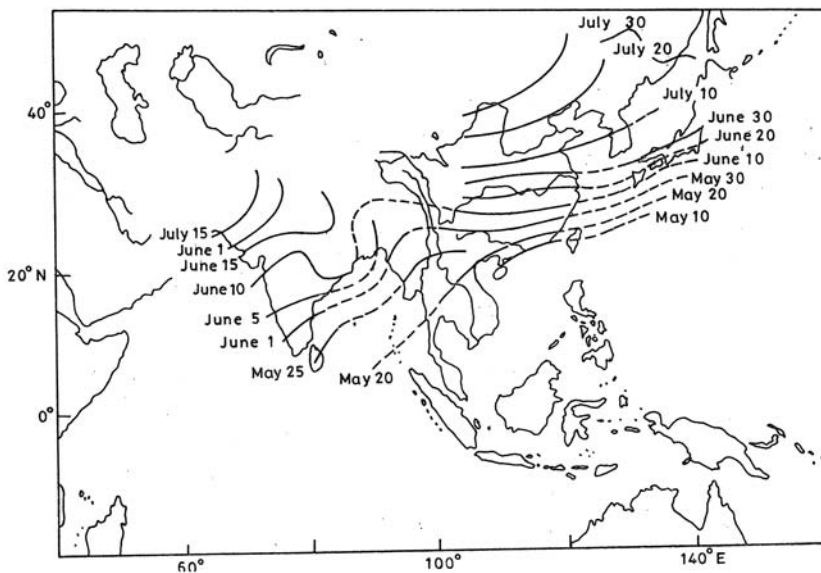 July 30
July 20
40°
July 10
June 30
June 20
June 10
May 30
May 20
May 10
July 15
June 1
June 15
20°N
June 10
June 5
June 1
May 25
May 20
0°
60°
100°
140°E